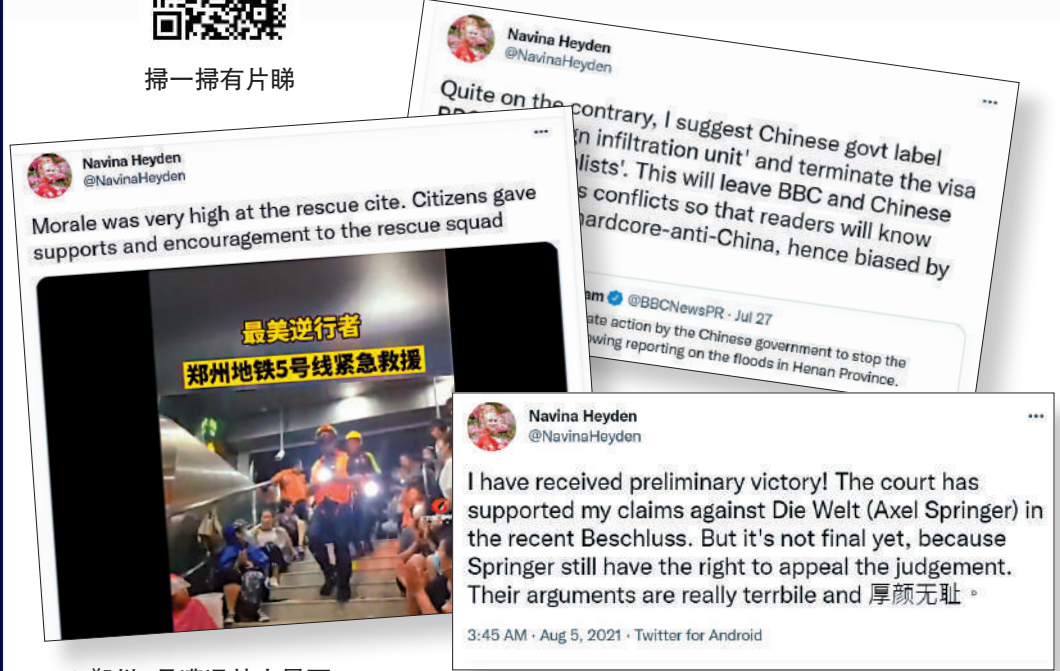 掃一掃有片睇
Navina Heyden
@NavinaHeyden
Quite on the contrary, I suggest Chinese govt label
n infiltration unit' and terminate the visa
lists'. This will leave BBC and Chinese
s conflicts so that readers will know
hardcore-anti-China, hence biased by
am @BBCNewsPR · Jul 27
ate action by the Chinese government to stop the
owing reporting on the floods in Henan Province.
Navina Heyden
@NavinaHeyden
Morale was very high at the rescue cite. Citizens gave
supports and encouragement to the rescue squad
最美逆行者
郑州地铁5号线紧急救援
Navina Heyden
@NavinaHeyden
I have received preliminary victory! The court has
supported my claims against Die Welt (Axel Springer) in
the recent Beschluss. But it's not final yet, because
Springer still have the right to appeal the judgement.
Their arguments are really terrbile and 厚颜无耻。
3:45 AM · Aug 5, 2021 · Twitter for Android